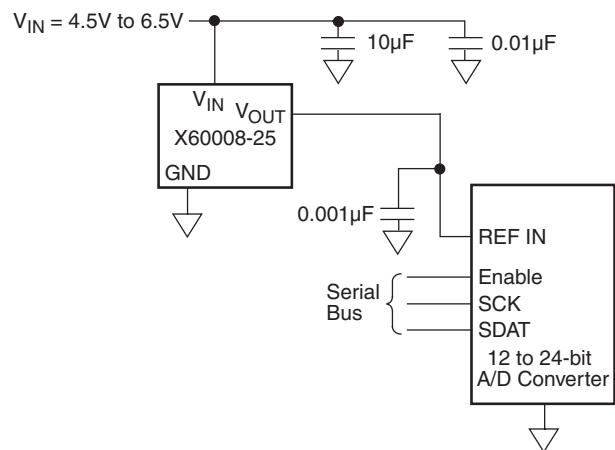 V_IN = 4.5V to 6.5V
10µF
0.01µF
V_IN
V_OUT
X60008-25
GND
0.001µF
REF IN
Enable
Serial
Bus
SCK
SDAT
12 to 24-bit
A/D Converter